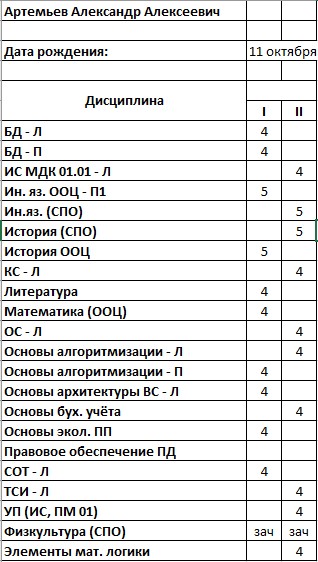 Артемьев Александр Алексеевич
Дата рождения: 11 октября
Дисциплина
I II
БД - Л 4
БД - П 4
ИС МДК 01.01 - Л 4
Ин. яз. ООЦ - П1 5
Ин.яз. (СПО) 5
История (СПО) 5
История ООЦ 5
КС - Л 4
Литература 4
Математика (ООЦ) 4
ОС - Л 4
Основы алгоритмизации - Л 4
Основы алгоритмизации - П 4
Основы архитектуры ВС - Л 4
Основы бух. учёта 4
Основы экол. ПП 4
Правовое обеспечение ПД
СОТ - Л 4
ТСИ - Л 4
УП (ИС, ПМ 01) 4
Физкультура (СПО) зач зач
Элементы мат. логики 4